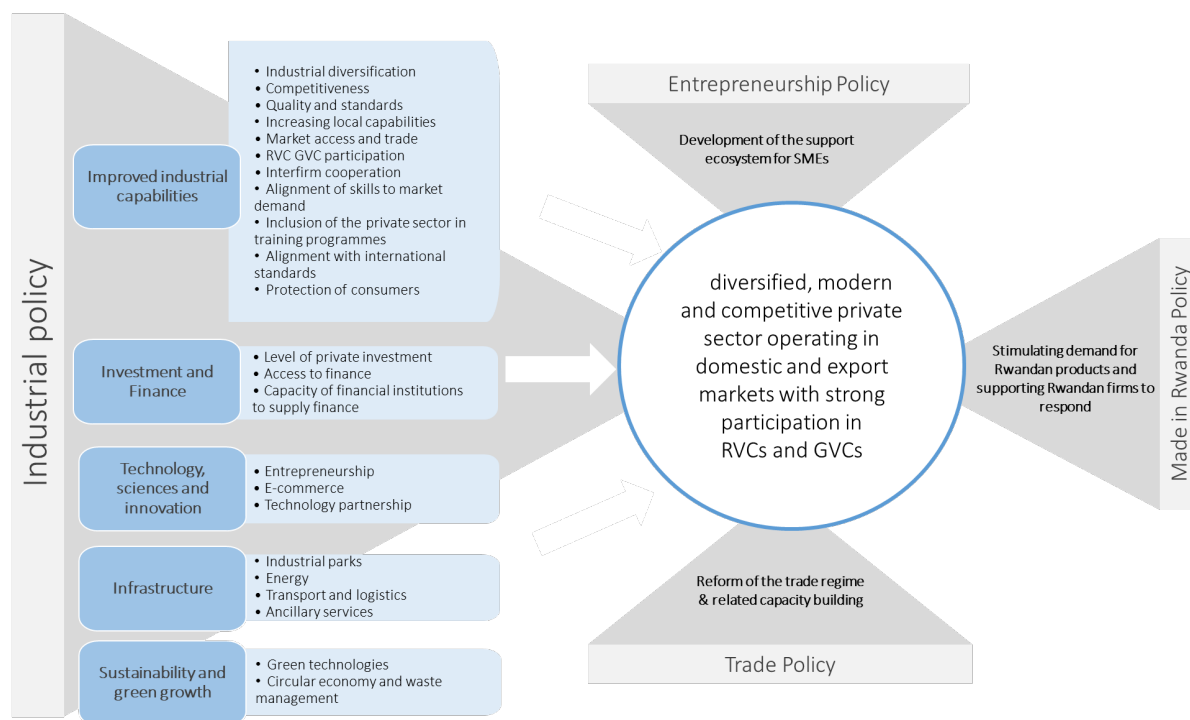 Industrial policy
Improved industrial
capabilities
• Industrial diversification
• Competitiveness
• Quality and standards
• Increasing local capabilities
• Market access and trade
• RVC GVC participation
• Interfirm cooperation
• Alignment of skills to market
demand
• Inclusion of the private sector in
training programmes
• Alignment with international
standards
• Protection of consumers
Investment and
Finance
• Level of private investment
• Access to finance
• Capacity of financial institutions
to supply finance
Technology,
sciences and
innovation
• Entrepreneurship
• E-commerce
• Technology partnership
Infrastructure
• Industrial parks
• Energy
• Transport and logistics
• Ancillary services
Sustainability and
green growth
• Green technologies
• Circular economy and waste
management
Entrepreneurship Policy
Development of the support
ecosystem for SMEs
diversified, modern
and competitive private
sector operating in
domestic and export
markets with strong
participation in
RVCs and GVCs
Stimulating demand for
Rwandan products and
supporting Rwandan firms to
respond
Made in Rwanda Policy
Reform of the trade regime
& related capacity building
Trade Policy